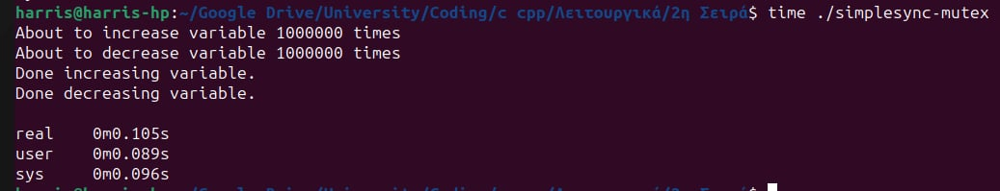 harris@harris-hp:~/Google Drive/University/Coding/c cpp/Λειτουργικά/2η Σειρά$ time ./simplesync-mutex
About to increase variable 1000000 times
About to decrease variable 1000000 times
Done increasing variable.
Done decreasing variable.
real 0m0.105s
user 0m0.089s
sys 0m0.096s